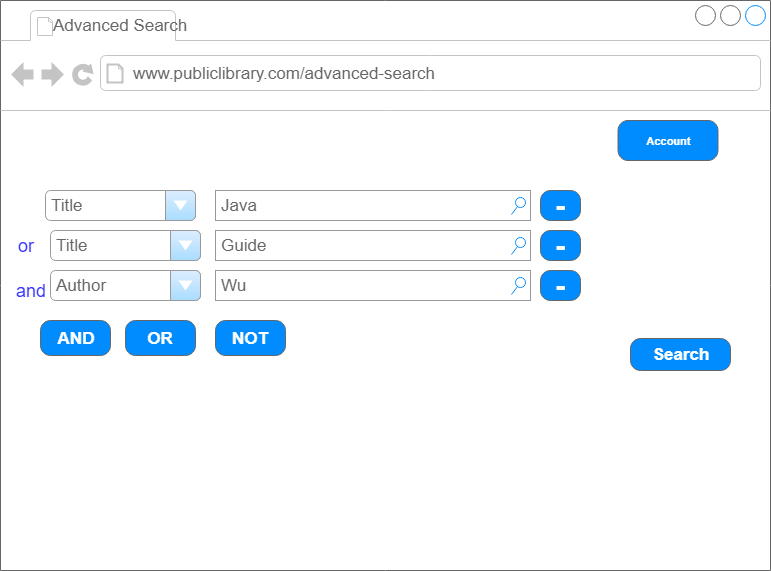 Advanced Search
www.publiclibrary.com/advanced-search
Account
Title Java -
or Title Guide -
and Author Wu -
AND OR NOT
Search